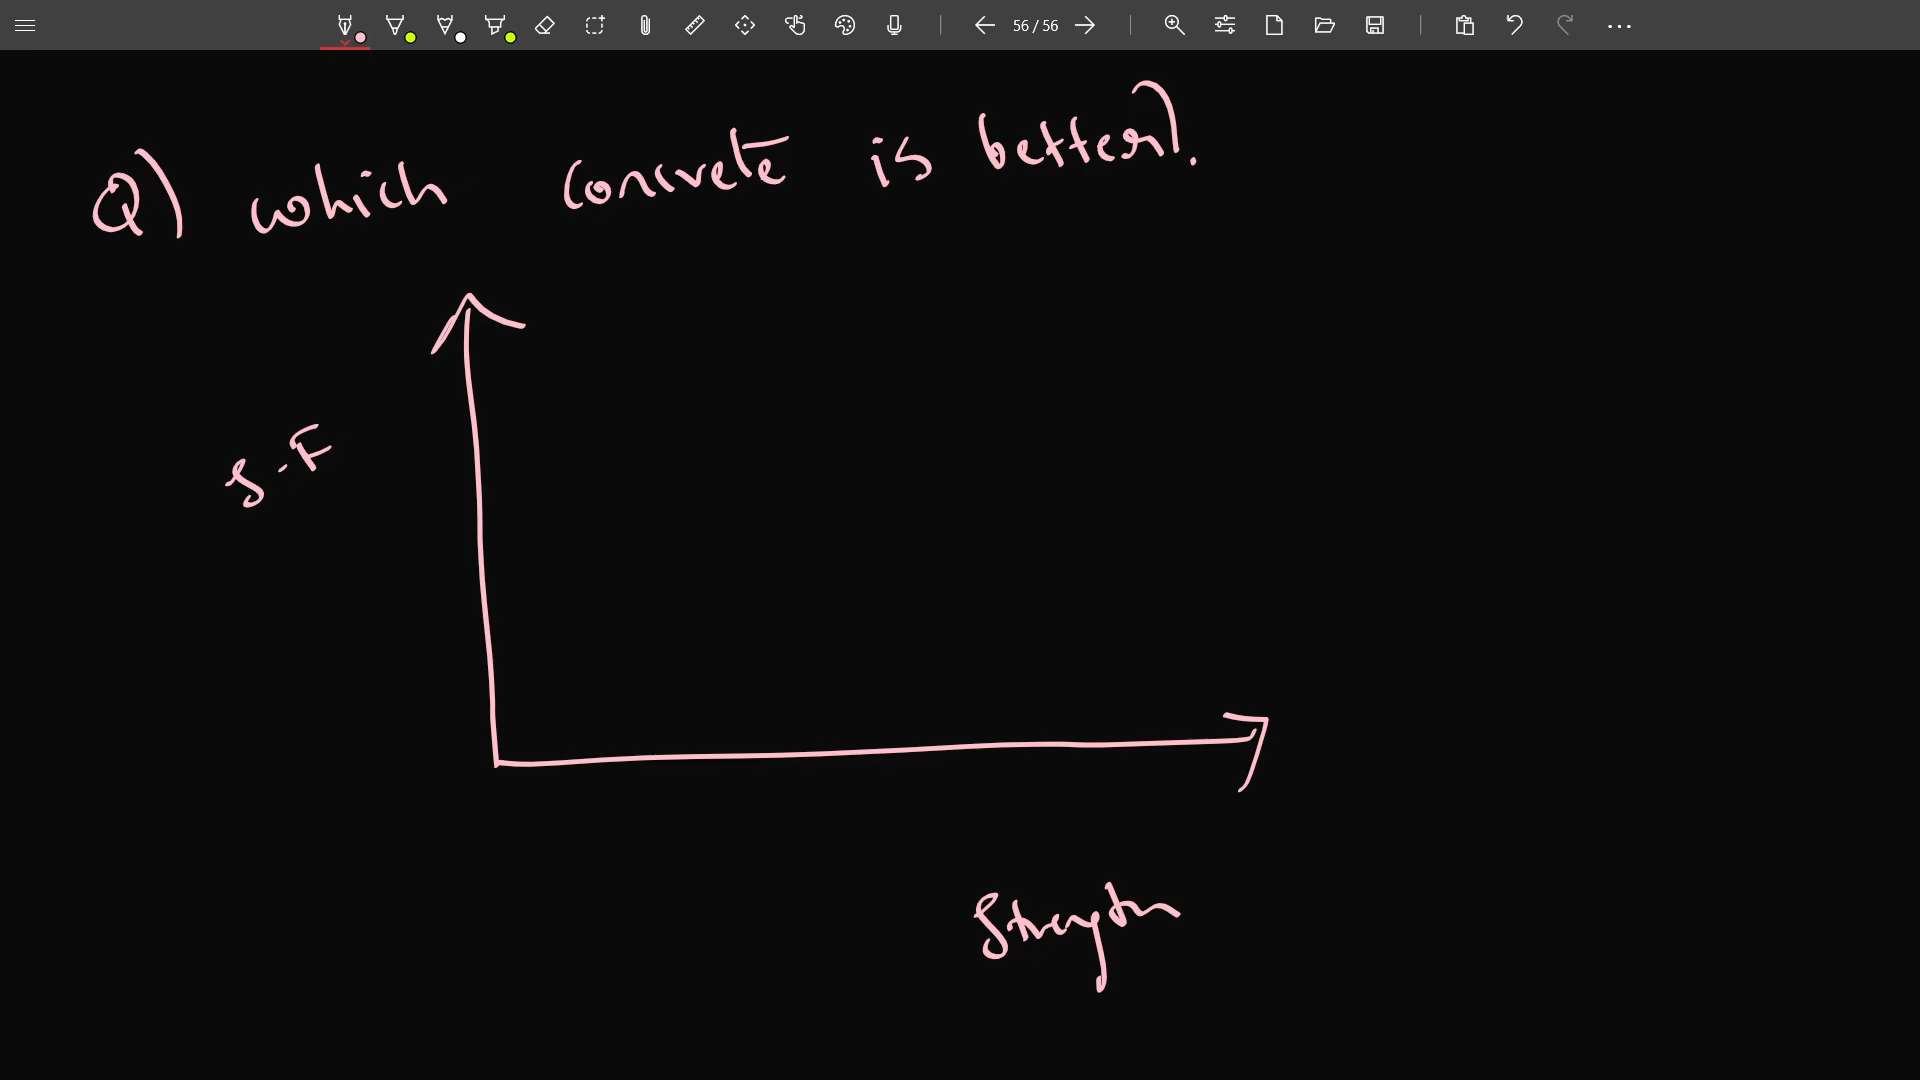 56 / 56
Q) which concrete is better).
S.F
Strength